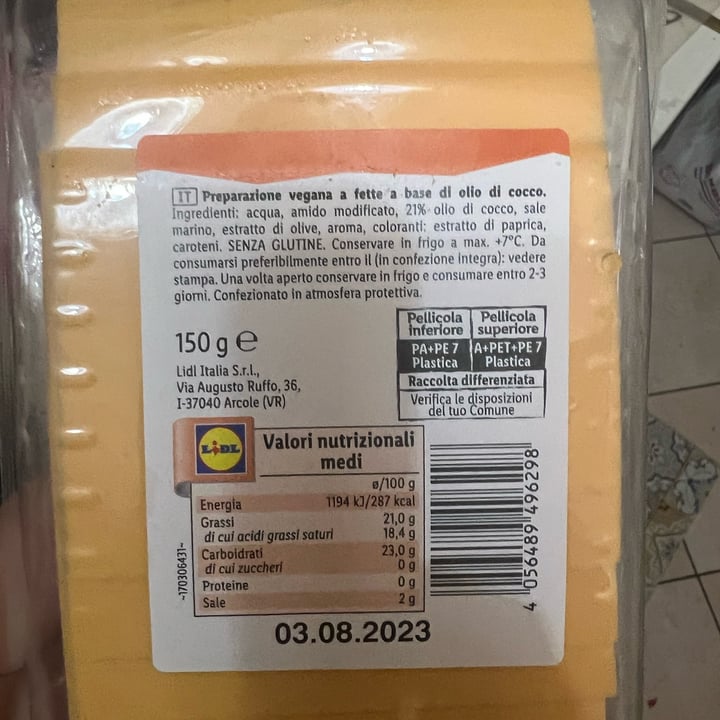 IT Preparazione vegana a fette a base di olio di cocco.
Ingredienti: acqua, amido modificato, 21% olio di cocco, sale
marino, estratto di olive, aroma, coloranti: estratto di paprica,
caroteni. SENZA GLUTINE. Conservare in frigo a max. +7°C. Da
consumarsi preferibilmente entro il (in confezione integra): vedere
stampa. Una volta aperto conservare in frigo e consumare entro 2-3
giorni. Confezionato in atmosfera protettiva.
150 g e
Lidl Italia S.r.l.,
Via Augusto Ruffo, 36,
I-37040 Arcole (VR)
Pellicola inferiore
Pellicola superiore
PA+PE 7
Plastica
A+PET+PE 7
Plastica
Raccolta differenziata
Verifica le disposizioni
del tuo Comune
LIDL
Valori nutrizionali
medi
ø/100 g
Energia 1194 kJ/287 kcal
Grassi 21,0 g
di cui acidi grassi saturi 18,4 g
Carboidrati 23,0 g
di cui zuccheri 0 g
Proteine 0 g
Sale 2 g
~170306431~
4 056489 496298
03.08.2023